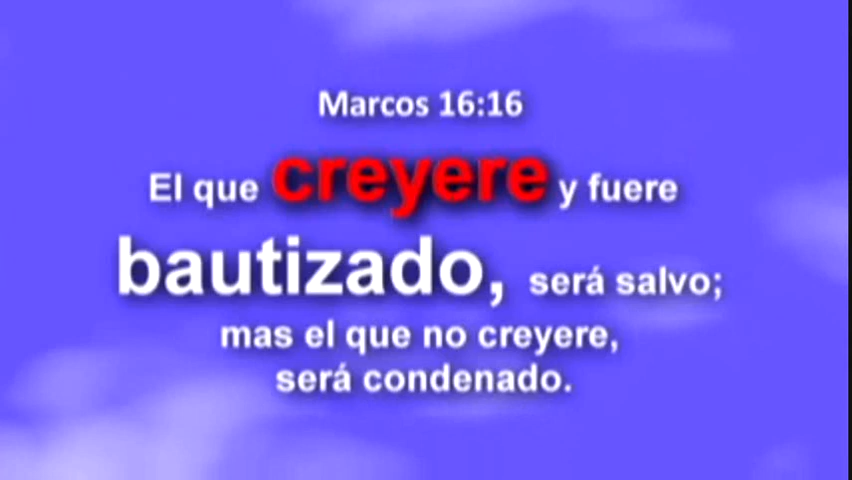 Marcos 16:16
El que creyere y fuere
bautizado, será salvo;
mas el que no creyere,
será condenado.